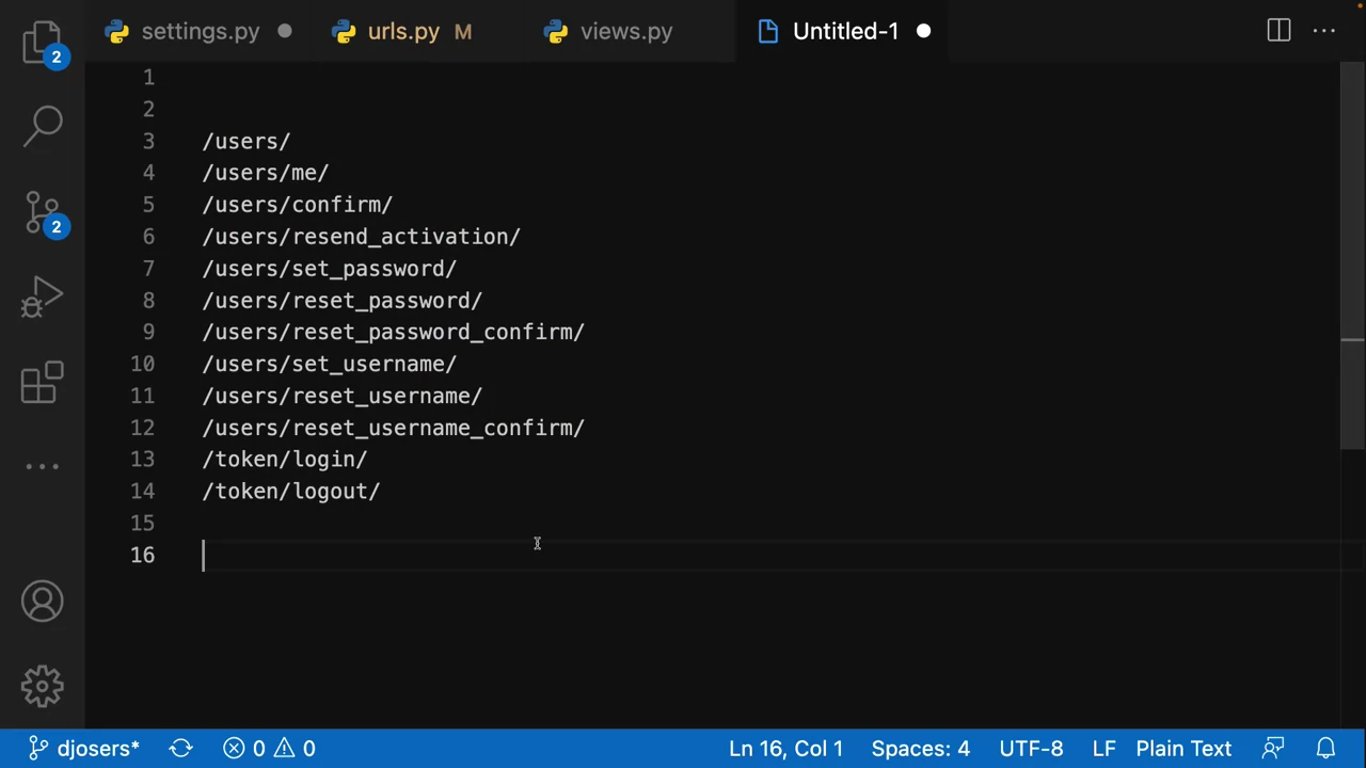 settings.py
urls.py M
views.py
Untitled-1
2
2
1
2
3 /users/
4 /users/me/
5 /users/confirm/
6 /users/resend_activation/
7 /users/set_password/
8 /users/reset_password/
9 /users/reset_password_confirm/
10 /users/set_username/
11 /users/reset_username/
12 /users/reset_username_confirm/
13 /token/login/
14 /token/logout/
15
16
djosers* 0 0 Ln 16, Col 1 Spaces: 4 UTF-8 LF Plain Text